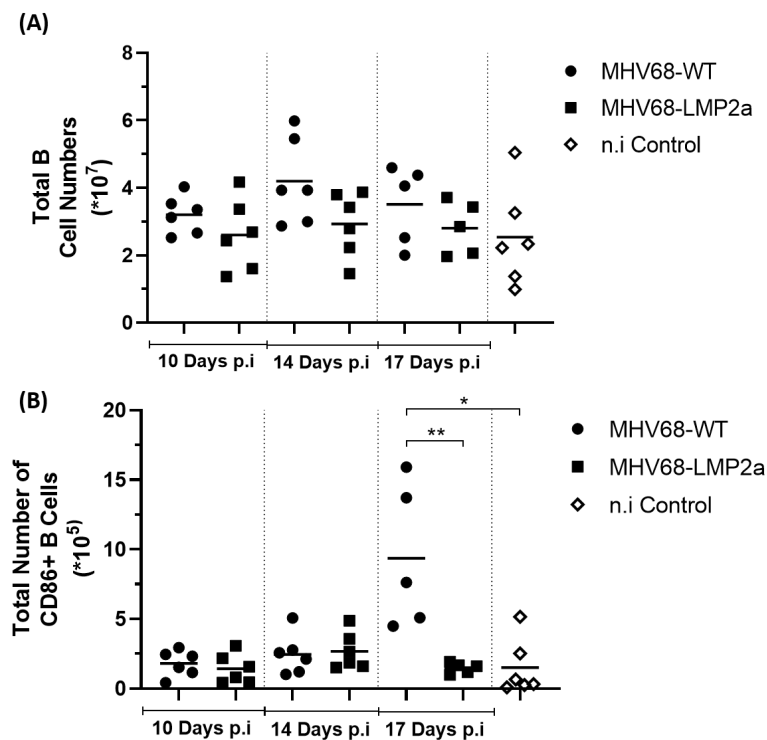 (A)
Total B
Cell Numbers
(*10⁷)
8
6
4
2
0
10 Days p.i
14 Days p.i
17 Days p.i
MHV68-WT
MHV68-LMP2a
n.i Control
(B)
Total Number of
CD86+ B Cells
(*10⁵)
20
15
10
5
0
*
**
10 Days p.i
14 Days p.i
17 Days p.i
MHV68-WT
MHV68-LMP2a
n.i Control